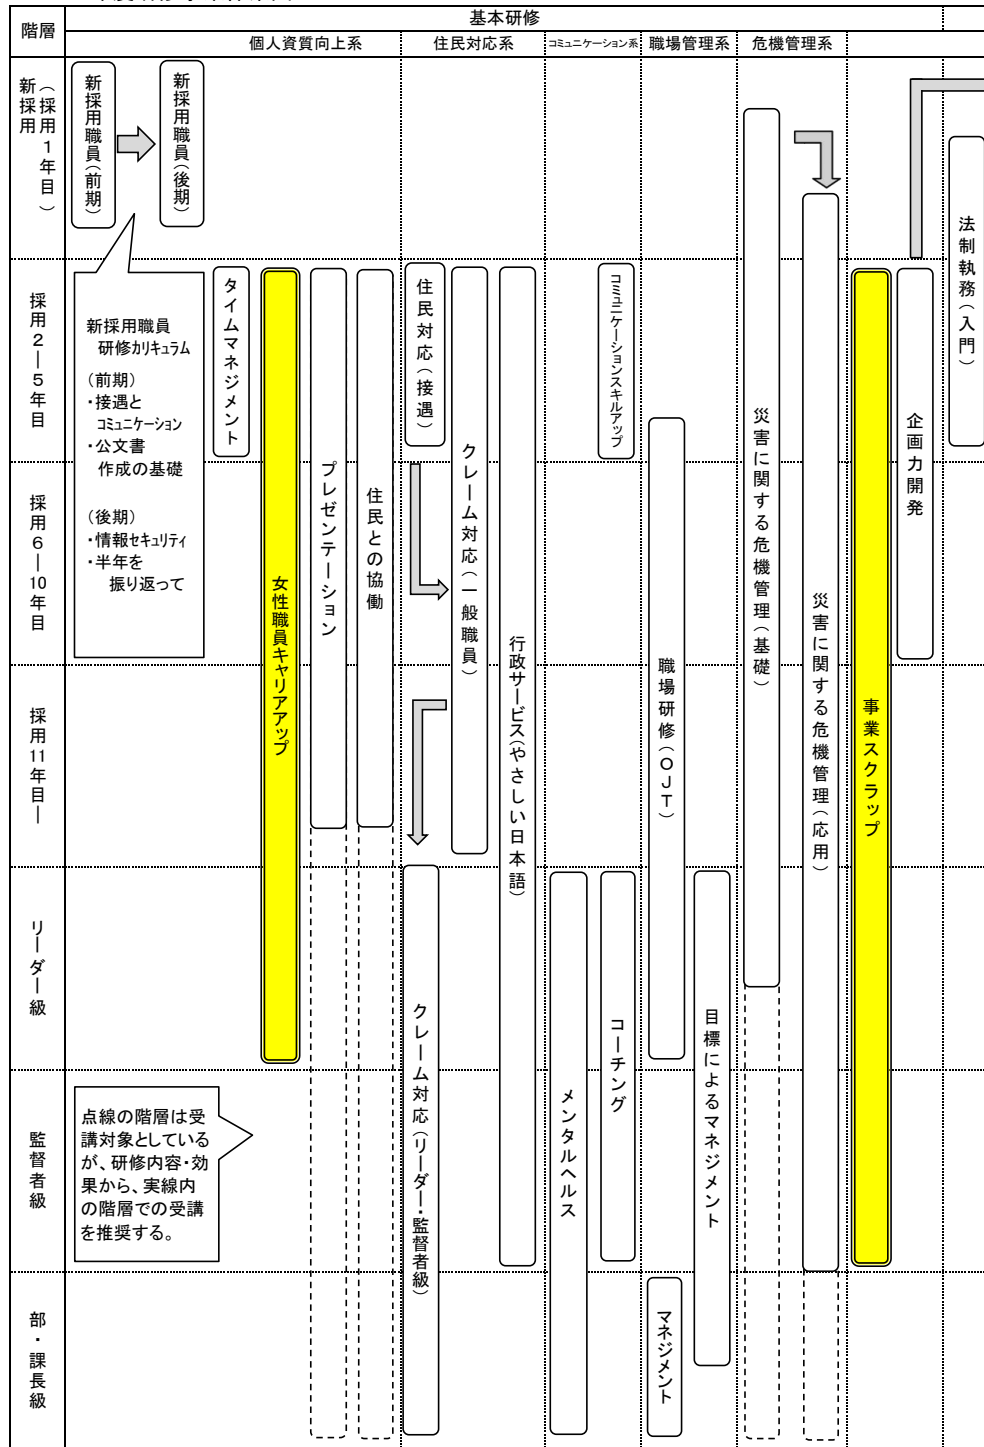 階層
基本研修
個人資質向上系
住民対応系
コミュニケーション系
職場管理系
危機管理系
新採用
（採用1年目）
採用2―5年目
採用6―10年目
採用11年目―
リーダー級
監督者級
部・課長級
新採用職員（前期）
新採用職員（後期）
新採用職員
研修カリキュラム
（前期）
・接遇と
コミュニケーション
・公文書
作成の基礎
（後期）
・情報セキュリティ
・半年を
振り返って
タイムマネジメント
女性職員キャリアアップ
プレゼンテーション
住民との協働
住民対応（接遇）
クレーム対応（一般職員）
クレーム対応（リーダー・監督者級）
行政サービス（やさしい日本語）
コミュニケーションスキルアップ
メンタルヘルス
コーチング
職場研修（OJT）
目標によるマネジメント
マネジメント
災害に関する危機管理（基礎）
災害に関する危機管理（応用）
事業スクラップ
企画力開発
法制執務（入門）
点線の階層は受
講対象としている
が、研修内容・効
果から、実線内
の階層での受講
を推奨する。